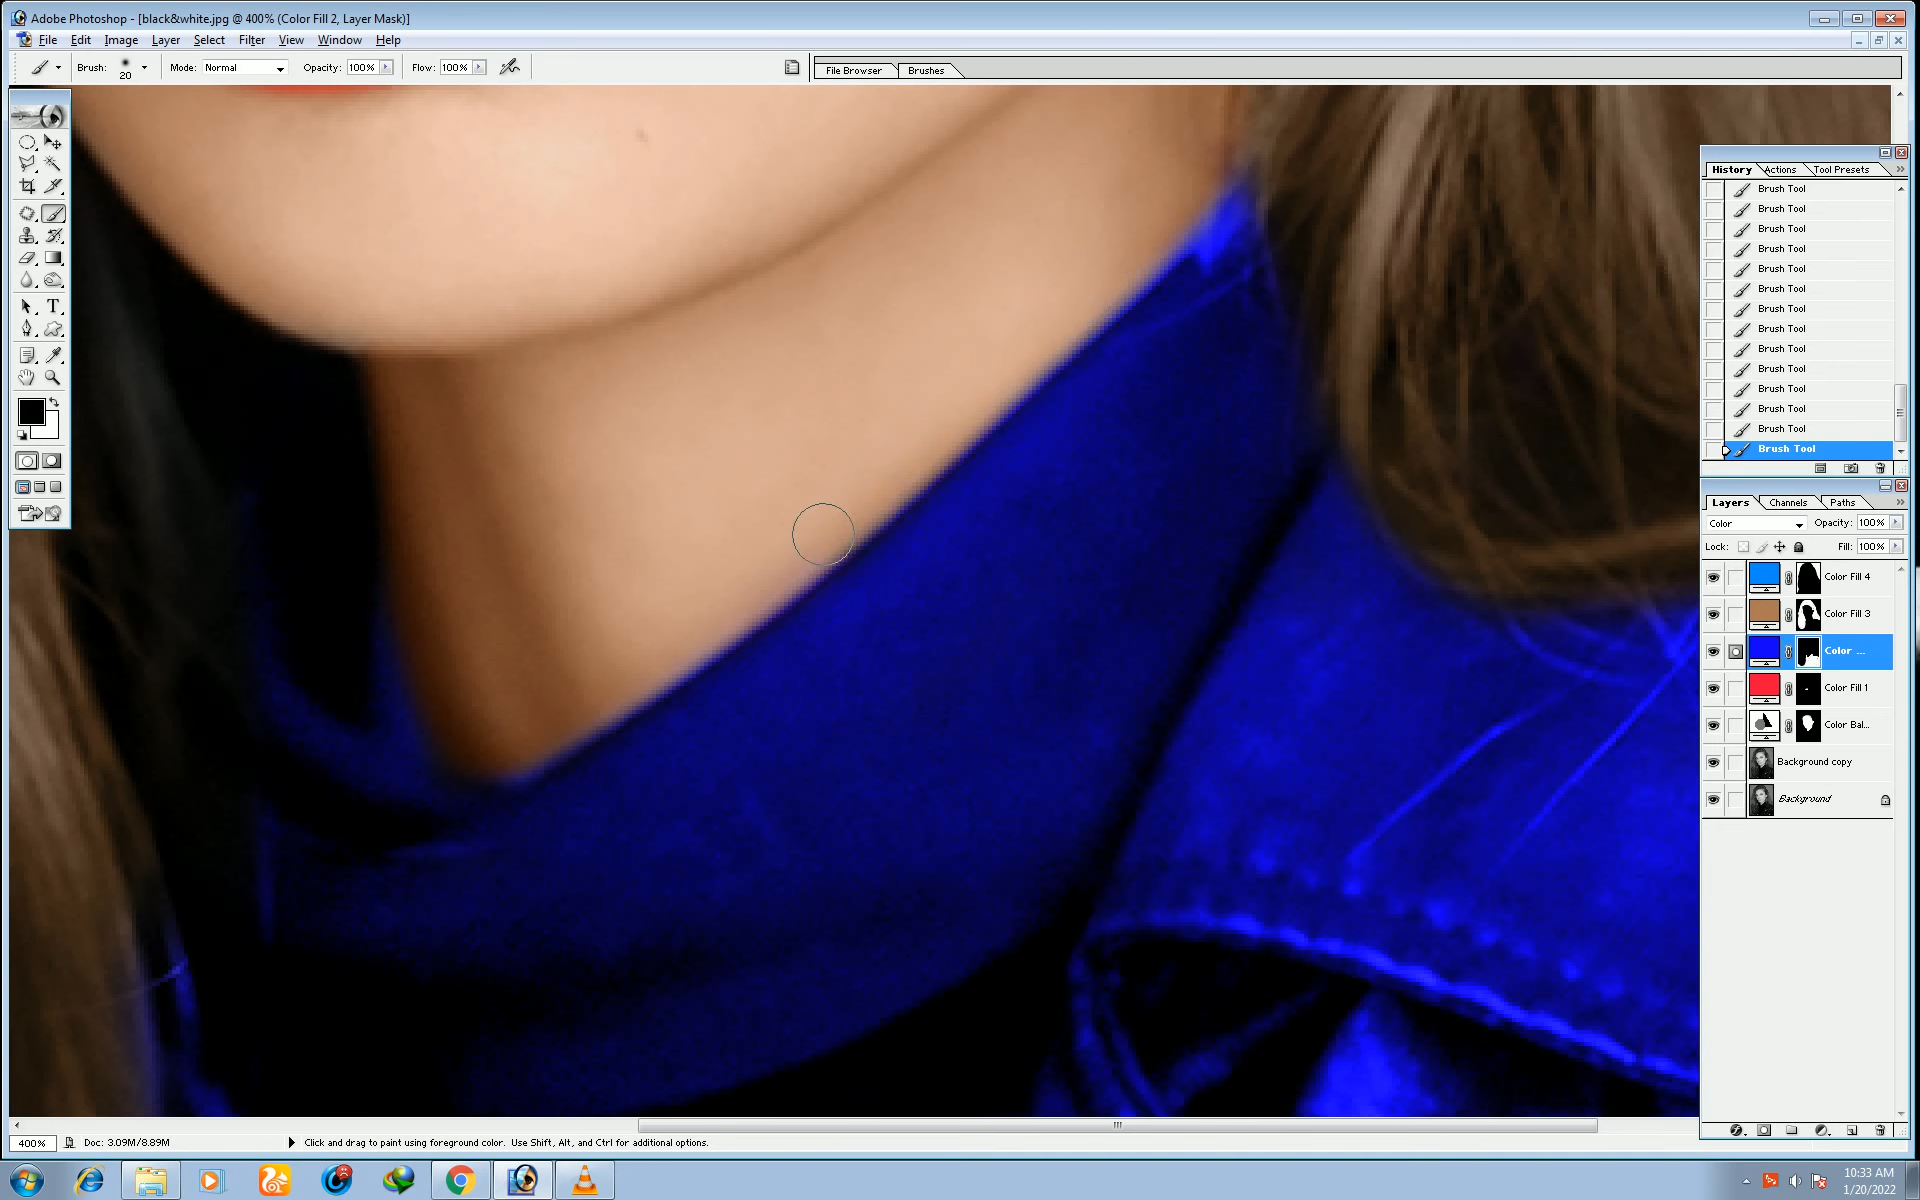 Adobe Photoshop - [black&white.jpg @ 400% (Color Fill 2, Layer Mask)]
File Edit Image Layer Select Filter View Window Help
Brush: 20 Mode: Normal Opacity: 100% Flow: 100% File Browser Brushes
History Actions Tool Presets
Brush Tool
Brush Tool
Brush Tool
Brush Tool
Brush Tool
Brush Tool
Brush Tool
Brush Tool
Brush Tool
Brush Tool
Brush Tool
Brush Tool
Brush Tool
Brush Tool
Layers Channels Paths
Color Opacity: 100%
Lock: Fill: 100%
Color Fill 4
Color Fill 3
Color ...
Color Fill 1
Color Bal...
Background copy
Background
400% Doc: 3.09M/8.89M Click and drag to paint using foreground color. Use Shift, Alt, and Ctrl for additional options.
10:33 AM
1/20/2022